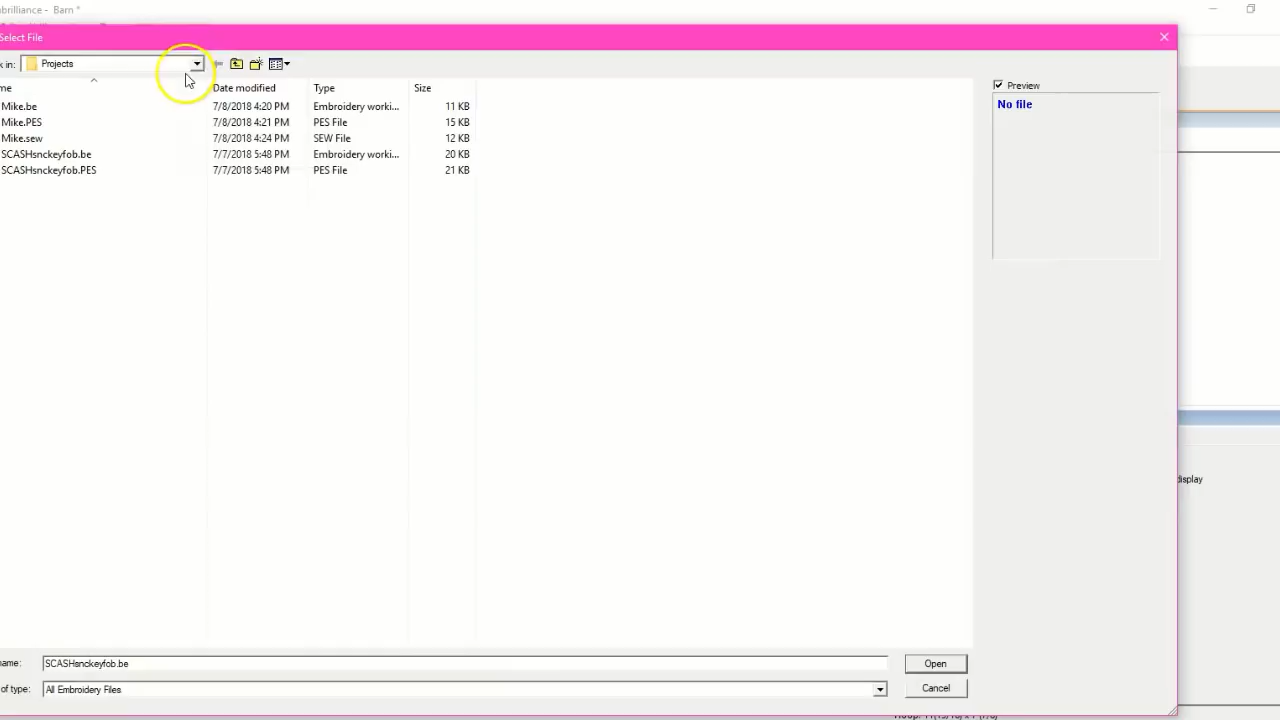 mbrilliance - Barn *
Select File
k in: Projects
me Date modified Type Size
Mike.be 7/8/2018 4:20 PM Embroidery worki... 11 KB
Mike.PES 7/8/2018 4:21 PM PES File 15 KB
Mike.sew 7/8/2018 4:24 PM SEW File 12 KB
SCASHsnckeyfob.be 7/7/2018 5:48 PM Embroidery worki... 20 KB
SCASHsnckeyfob.PES 7/7/2018 5:48 PM PES File 21 KB
Preview
No file
display
name: SCASHsnckeyfob.be Open
of type: All Embroidery Files Cancel